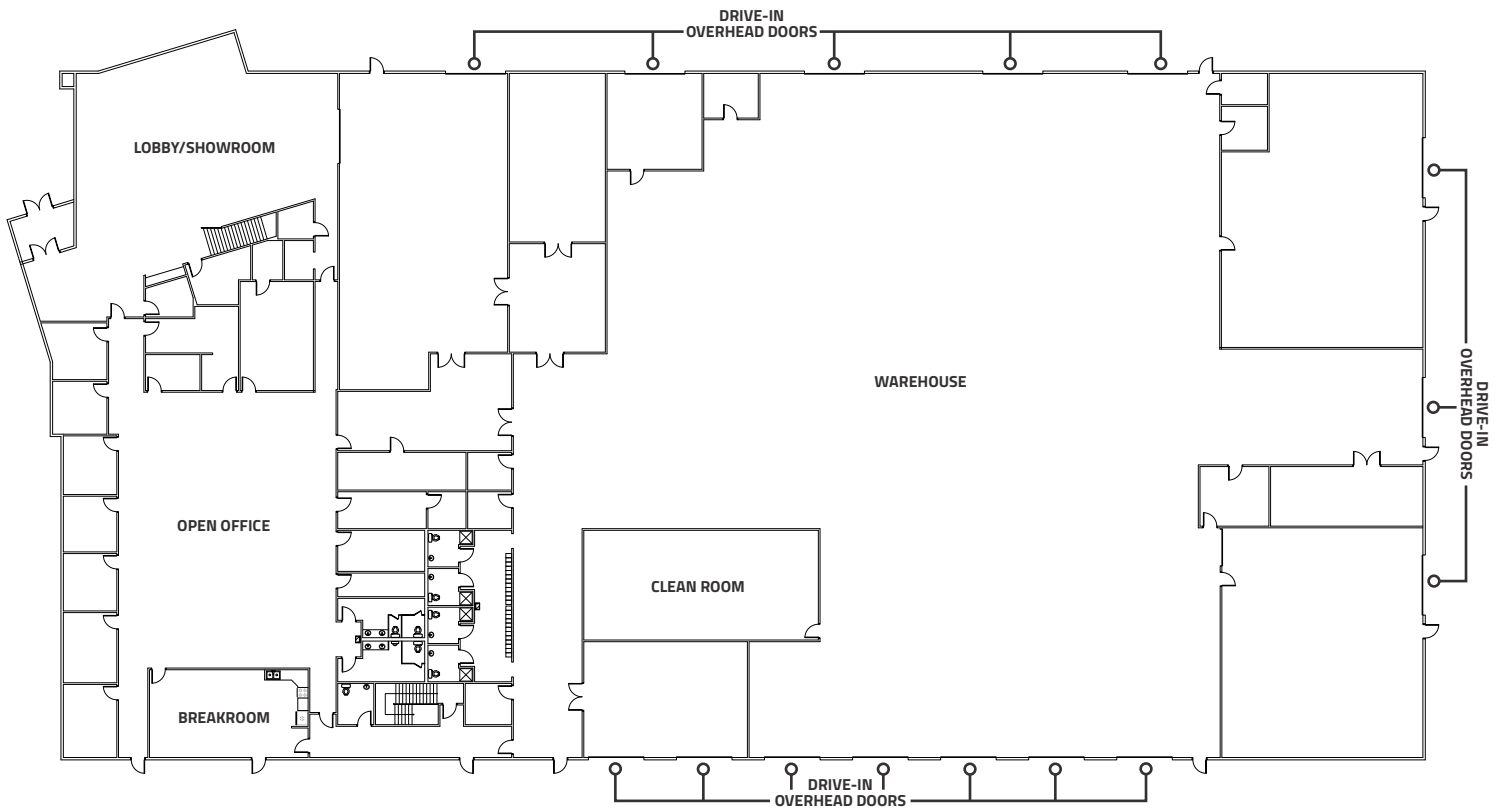 DRIVE-IN
OVERHEAD DOORS
LOBBY/SHOWROOM
WAREHOUSE
DRIVE-IN
OVERHEAD DOORS
OPEN OFFICE
CLEAN ROOM
BREAKROOM
DRIVE-IN
OVERHEAD DOORS